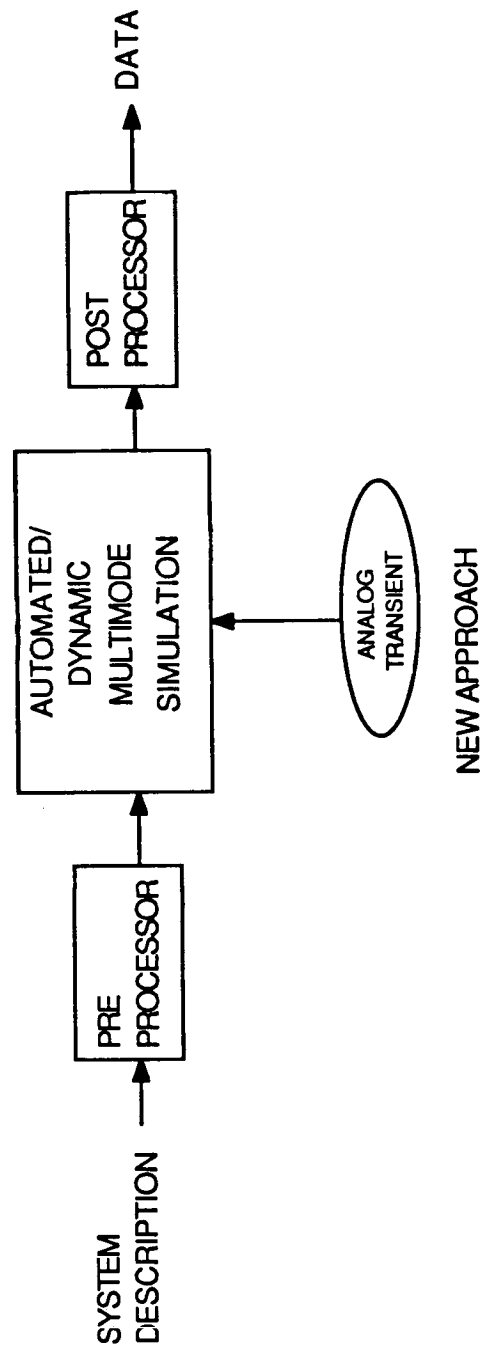 SYSTEM
DESCRIPTION
PRE
PROCESSOR
AUTOMATED/
DYNAMIC
MULTIMODE
SIMULATION
POST
PROCESSOR
DATA
ANALOG
TRANSIENT
NEW APPROACH